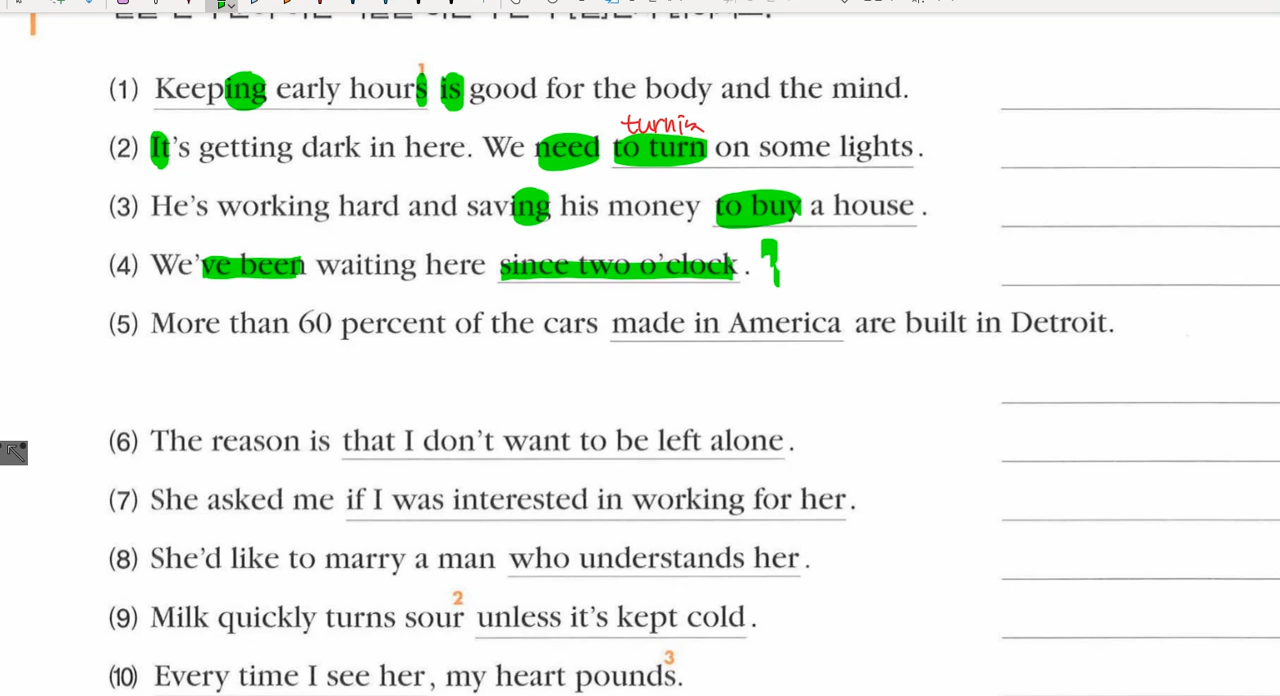 (1) Keeping early hours¹ is good for the body and the mind.
turnin
(2) It's getting dark in here. We need to turn on some lights.
(3) He's working hard and saving his money to buy a house.
(4) We've been waiting here since two o'clock.
(5) More than 60 percent of the cars made in America are built in Detroit.
(6) The reason is that I don't want to be left alone.
(7) She asked me if I was interested in working for her.
(8) She'd like to marry a man who understands her.
(9) Milk quickly turns sour² unless it's kept cold.
(10) Every time I see her, my heart pounds³.